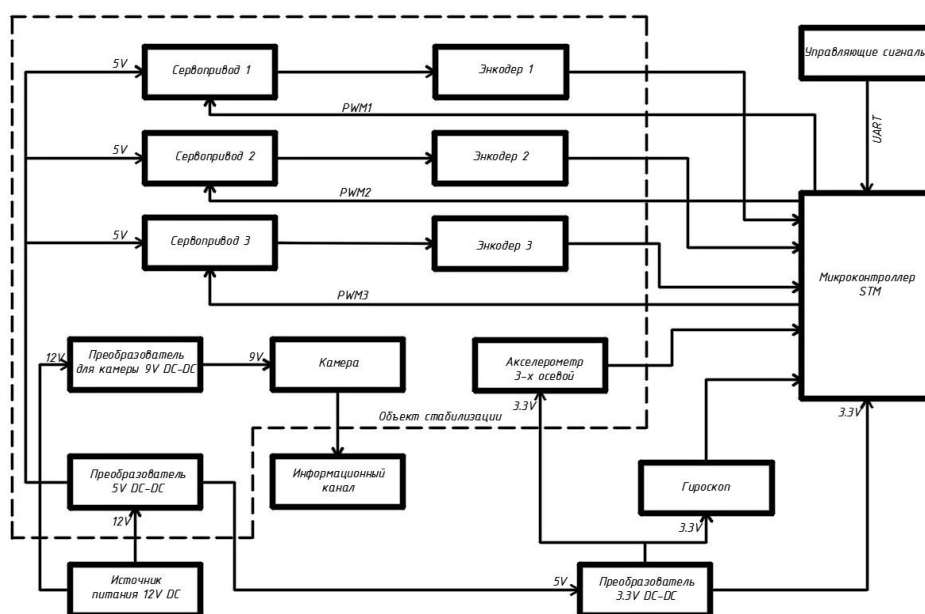 5V
Сервопривод 1
Энкодер 1
Управляющие сигналы
PWM1
UART
5V
Сервопривод 2
Энкодер 2
PWM2
5V
Сервопривод 3
Энкодер 3
Микроконтроллер
STM
PWM3
12V
Преобразователь
для камеры 9V DC-DC
9V
Камера
Акселерометр
3-х осевой
3.3V
3.3V
Объект стабилизации
Преобразователь
5V DC-DC
Информационный
канал
Гироскоп
12V
3.3V
Источник
питания 12V DC
5V
Преобразователь
3.3V DC-DC